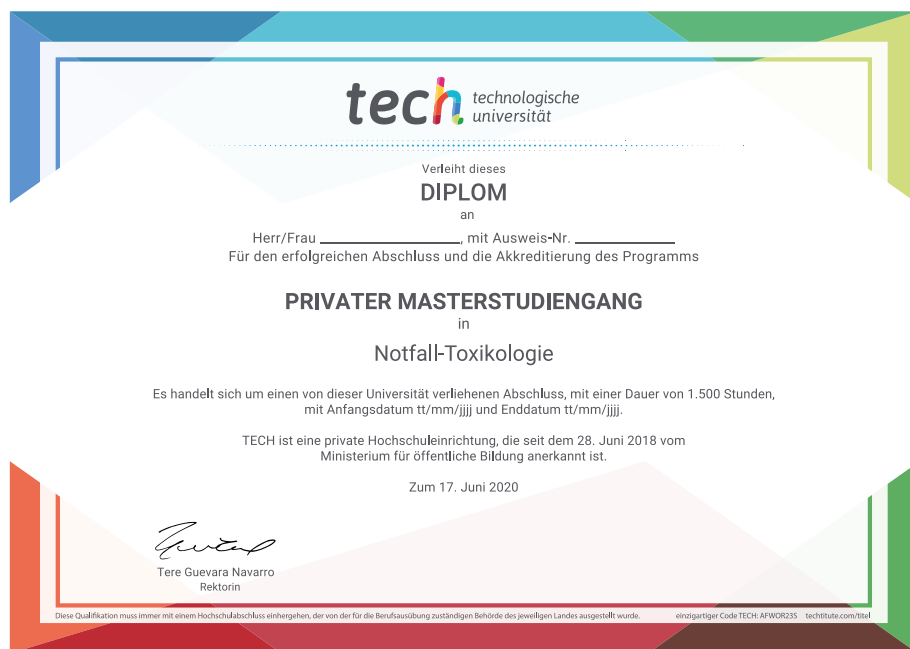 tech technologische
universität
Verleiht dieses
DIPLOM
an
Herr/Frau ____________, mit Ausweis-Nr. ____________
Für den erfolgreichen Abschluss und die Akkreditierung des Programms
PRIVATER MASTERSTUDIENGANG
in
Notfall-Toxikologie
Es handelt sich um einen von dieser Universität verliehenen Abschluss, mit einer Dauer von 1.500 Stunden,
mit Anfangsdatum tt/mm/jjjj und Enddatum tt/mm/jjjj.
TECH ist eine private Hochschuleinrichtung, die seit dem 28. Juni 2018 vom
Ministerium für öffentliche Bildung anerkannt ist.
Zum 17. Juni 2020
Tere Guevara Navarro
Rektorin
Diese Qualifikation muss immer mit einem Hochschulabschluss einhergehen, der von der für die Berufsausübung zuständigen Behörde des jeweiligen Landes ausgestellt wurde. einzigartiger Code TECH: AFWOR23S techtitute.com/titel